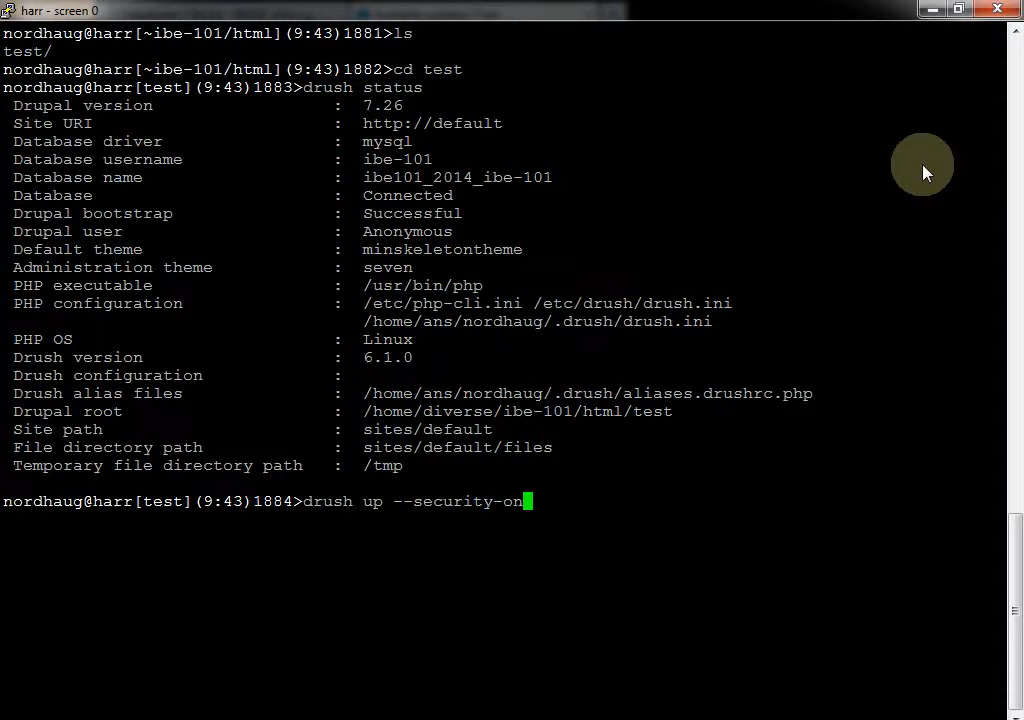 harr - screen 0
nordhaug@harr[~ibe-101/html](9:43)1881>ls
test/
nordhaug@harr[~ibe-101/html](9:43)1882>cd test
nordhaug@harr[test](9:43)1883>drush status
Drupal version : 7.26
Site URI : http://default
Database driver : mysql
Database username : ibe-101
Database name : ibe101_2014_ibe-101
Database : Connected
Drupal bootstrap : Successful
Drupal user : Anonymous
Default theme : minskeletontheme
Administration theme : seven
PHP executable : /usr/bin/php
PHP configuration : /etc/php-cli.ini /etc/drush/drush.ini
/home/ans/nordhaug/.drush/drush.ini
PHP OS : Linux
Drush version : 6.1.0
Drush configuration :
Drush alias files : /home/ans/nordhaug/.drush/aliases.drushrc.php
Drupal root : /home/diverse/ibe-101/html/test
Site path : sites/default
File directory path : sites/default/files
Temporary file directory path : /tmp
nordhaug@harr[test](9:43)1884>drush up --security-on